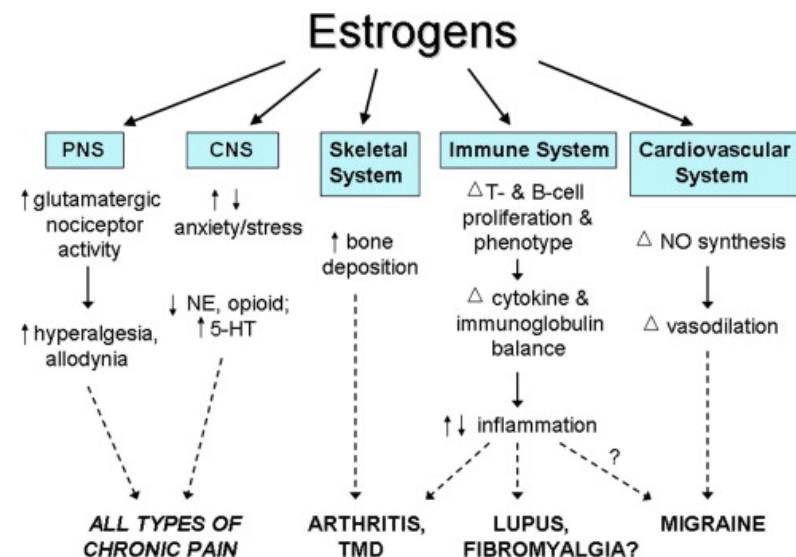 Estrogens
PNS
↑glutamatergic
nociceptor
activity
↑hyperalgesia,
allodynia
CNS
↑ ↓
anxiety/stress
↓ NE, opioid;
↑5-HT
ALL TYPES OF
CHRONIC PAIN
Skeletal
System
↑ bone
deposition
ARTHRITIS,
TMD
Immune System
△T- & B-cell
proliferation &
phenotype
△ cytokine &
immunoglobulin
balance
↑↓ inflammation
?
LUPUS,
FIBROMYALGIA?
Cardiovascular
System
△ NO synthesis
△ vasodilation
MIGRAINE